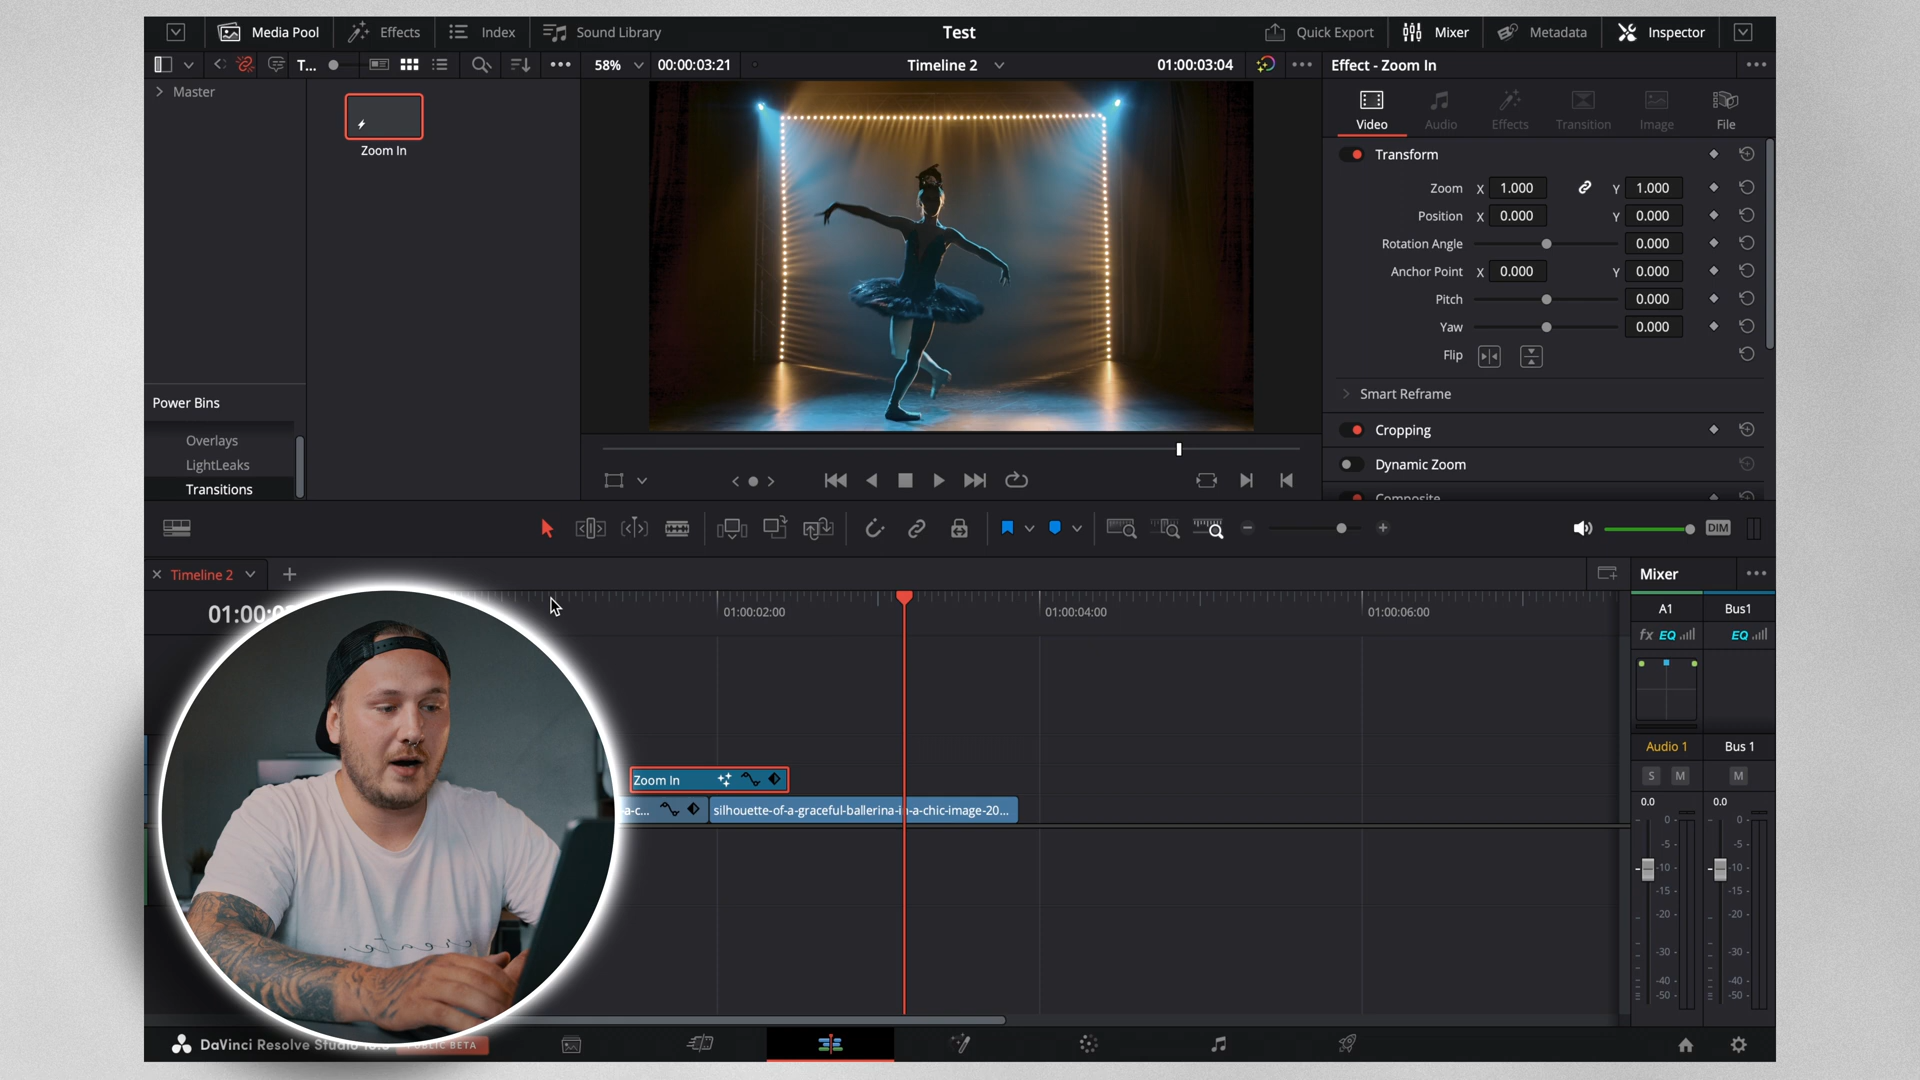 Media Pool
Effects
Index
Sound Library
Test
Quick Export
Mixer
Metadata
Inspector
T...
58%
00:00:03:21
Timeline 2
01:00:03:04
Effect - Zoom In
Master
Zoom In
Video
Audio
Effects
Transition
Image
File
Transform
Zoom X 1.000 Y 1.000
Position X 0.000 Y 0.000
Rotation Angle 0.000
Anchor Point X 0.000 Y 0.000
Pitch 0.000
Yaw 0.000
Flip
Smart Reframe
Cropping
Dynamic Zoom
Composite
Power Bins
Overlays
LightLeaks
Transitions
DIM
Timeline 2
Mixer
01:00:
01:00:02:00
01:00:04:00
01:00:06:00
A1
Bus1
fx EQ
EQ
Zoom In
a-c...
silhouette-of-a-graceful-ballerina-in-a-chic-image-20...
Audio 1
Bus 1
S M
M
0.0
0.0
0
-5
-10
-15
-20
-30
-40
-50
0
-5
-10
-15
-20
-30
-40
-50
create.
DaVinci Resolve Studio
BETA